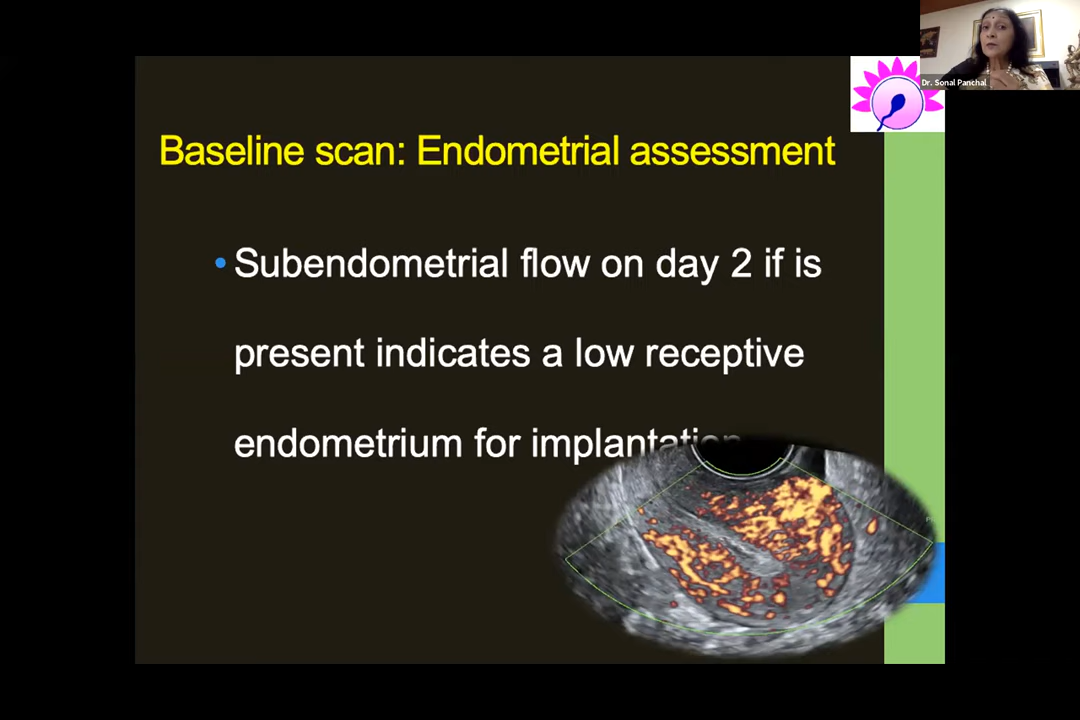 Dr. Sonal Panchal
Baseline scan: Endometrial assessment
• Subendometrial flow on day 2 if is
present indicates a low receptive
endometrium for implantation